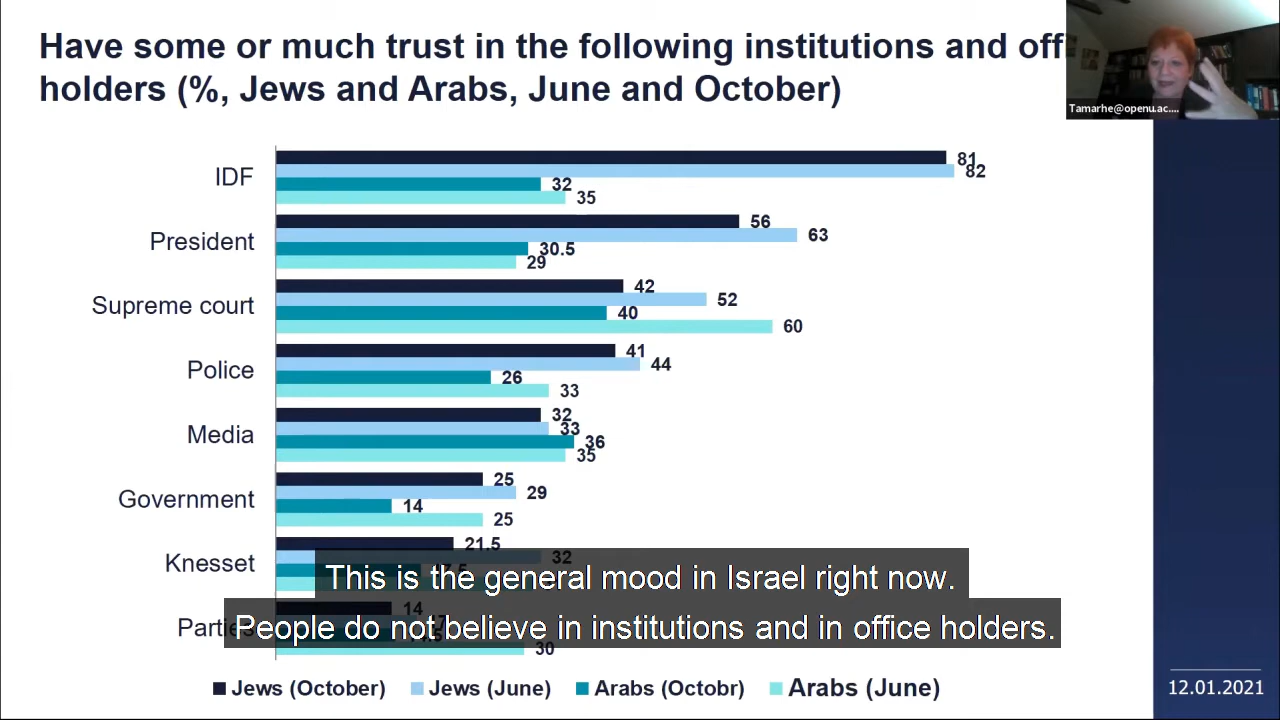 Have some or much trust in the following institutions and off
holders (%, Jews and Arabs, June and October)
Tamarhe@openu.ac....
IDF
81
82
32
35
President
56
63
30.5
29
Supreme court
42
52
40
60
Police
41
44
26
33
Media
32
33
36
35
Government
25
29
14
25
Knesset
21.5
32
Parties
14
30
This is the general mood in Israel right now.
People do not believe in institutions and in office holders.
Jews (October) Jews (June) Arabs (Octobr) Arabs (June)
12.01.2021